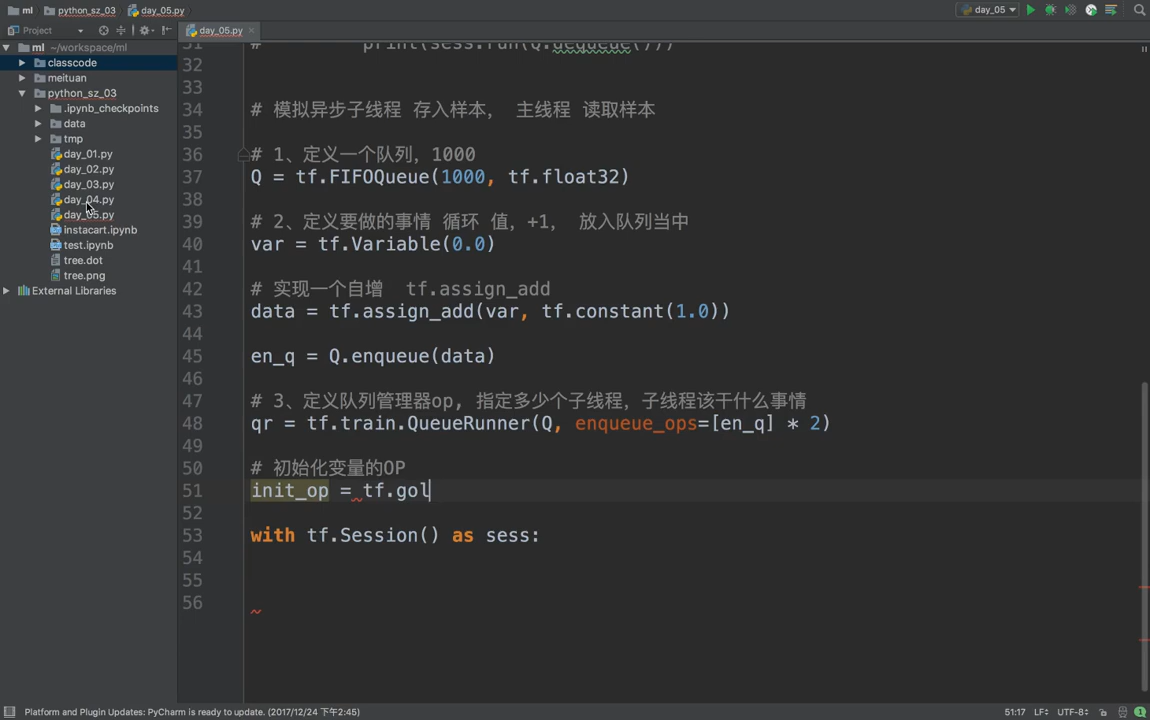 ml python_sz_03 day_05.py
day_05
Project
day_05.py
ml ~/workspace/ml
classcode
meituan
python_sz_03
.ipynb_checkpoints
data
tmp
day_01.py
day_02.py
day_03.py
day_04.py
day_05.py
instacart.ipynb
test.ipynb
tree.dot
tree.png
External Libraries
31 # print(sess.run(Q.dequeue()))
32
33
34 # 模拟异步子线程 存入样本， 主线程 读取样本
35
36 # 1、定义一个队列，1000
37 Q = tf.FIFOQueue(1000, tf.float32)
38
39 # 2、定义要做的事情 循环 值，+1， 放入队列当中
40 var = tf.Variable(0.0)
41
42 # 实现一个自增 tf.assign_add
43 data = tf.assign_add(var, tf.constant(1.0))
44
45 en_q = Q.enqueue(data)
46
47 # 3、定义队列管理器op, 指定多少个子线程，子线程该干什么事情
48 qr = tf.train.QueueRunner(Q, enqueue_ops=[en_q] * 2)
49
50 # 初始化变量的OP
51 init_op = tf.gol
52
53 with tf.Session() as sess:
54
55
56
Platform and Plugin Updates: PyCharm is ready to update. (2017/12/24 下午2:45)
51:17 LF UTF-8 1